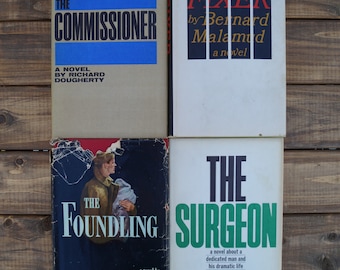 THE
COMMISSIONER
A NOVEL
BY RICHARD
DOUGHERTY
FIXER
by Bernard
Malamud
a novel
THE
FOUNDLING
THE
SURGEON
a novel about a
dedicated man and
his dramatic life